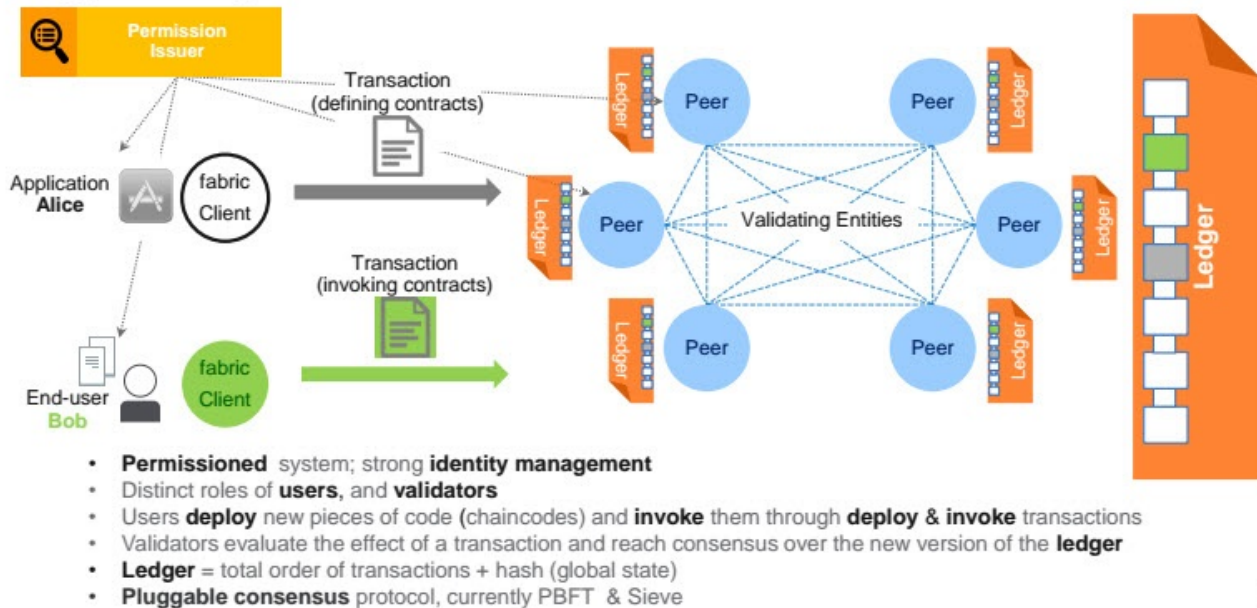 Permission
Issuer
Transaction
(defining contracts)
Application
Alice
fabric
Client
Transaction
(invoking contracts)
End-user
Bob
fabric
Client
Ledger
Peer
Peer
Ledger
Ledger
Peer
Validating Entities
Peer
Ledger
Ledger
Peer
Peer
Ledger
Ledger
• Permissioned system; strong identity management
• Distinct roles of users, and validators
• Users deploy new pieces of code (chaincodes) and invoke them through deploy & invoke transactions
• Validators evaluate the effect of a transaction and reach consensus over the new version of the ledger
• Ledger = total order of transactions + hash (global state)
• Pluggable consensus protocol, currently PBFT & Sieve